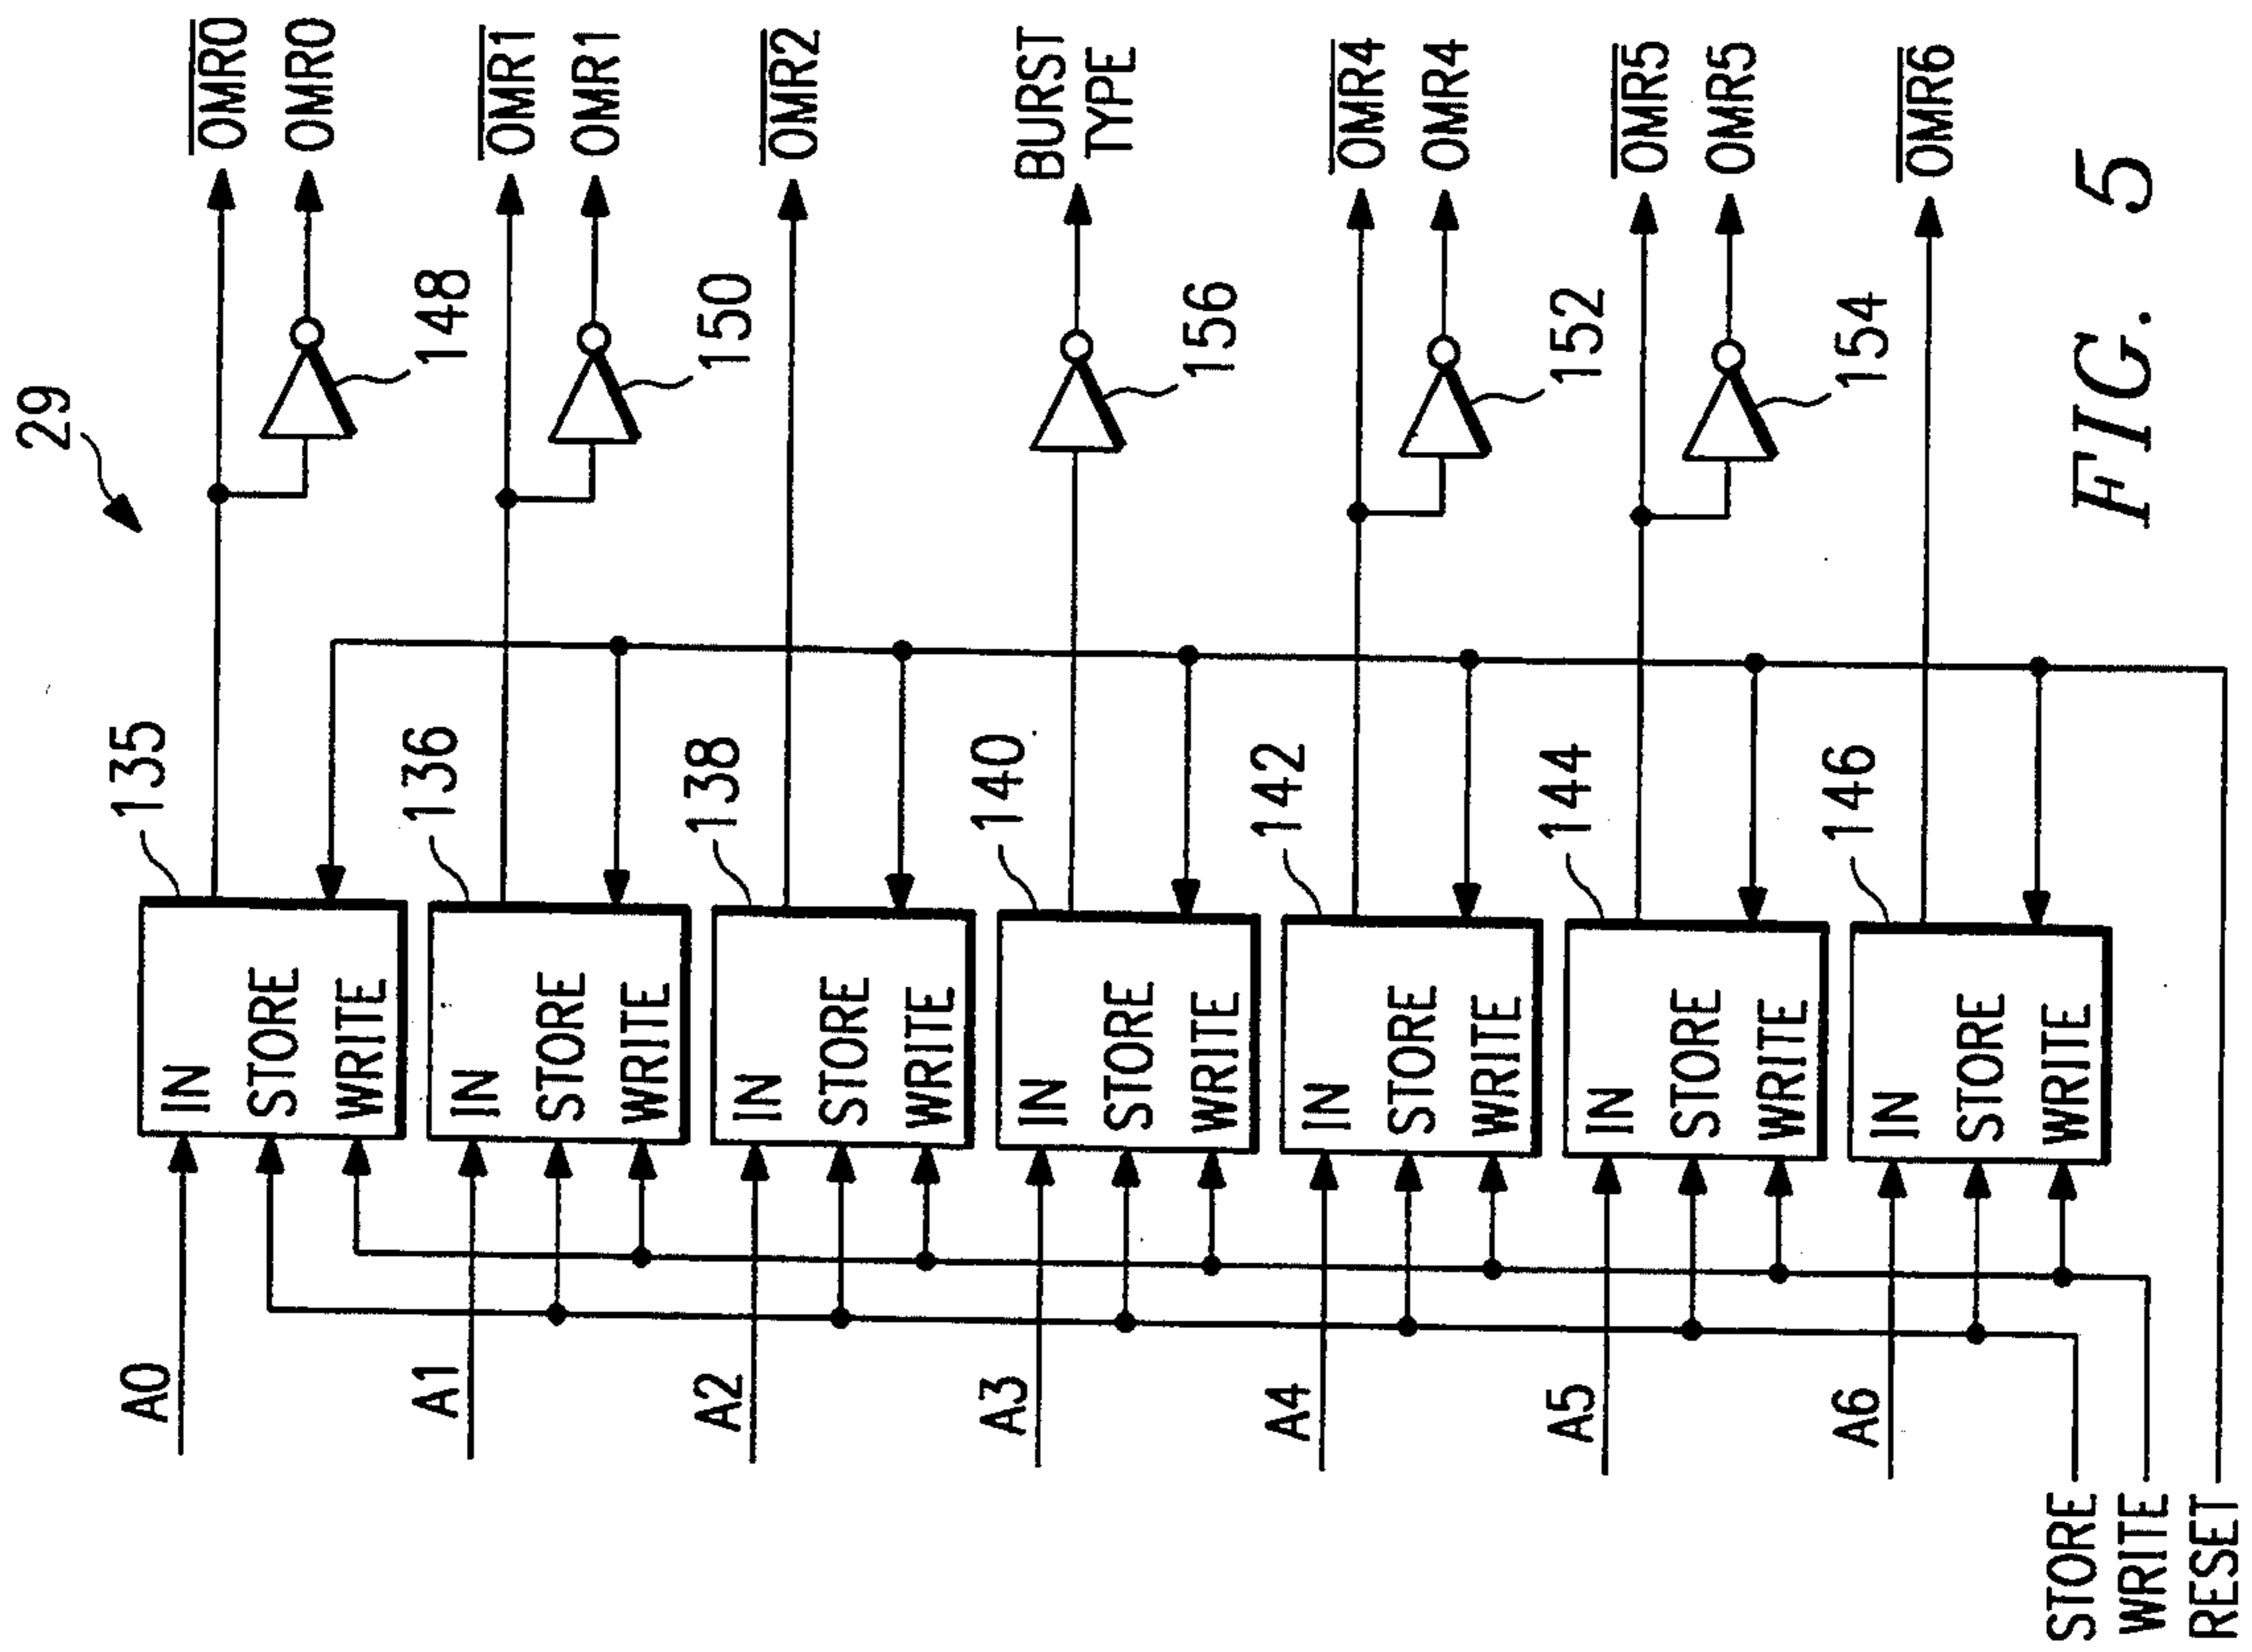 29
A0
IN
STORE
WRITE
135
148
OMR0
OMR0
A1
IN
STORE
WRITE
136
150
OMR1
OMR1
A2
IN
STORE
WRITE
138
OMR2
A3
IN
STORE
WRITE
140
156
BURST
TYPE
A4
IN
STORE
WRITE
142
152
OMR4
OMR4
A5
IN
STORE
WRITE
144
154
OMR5
OMR5
A6
IN
STORE
WRITE
146
OMR6
STORE
WRITE
RESET
FIG. 5